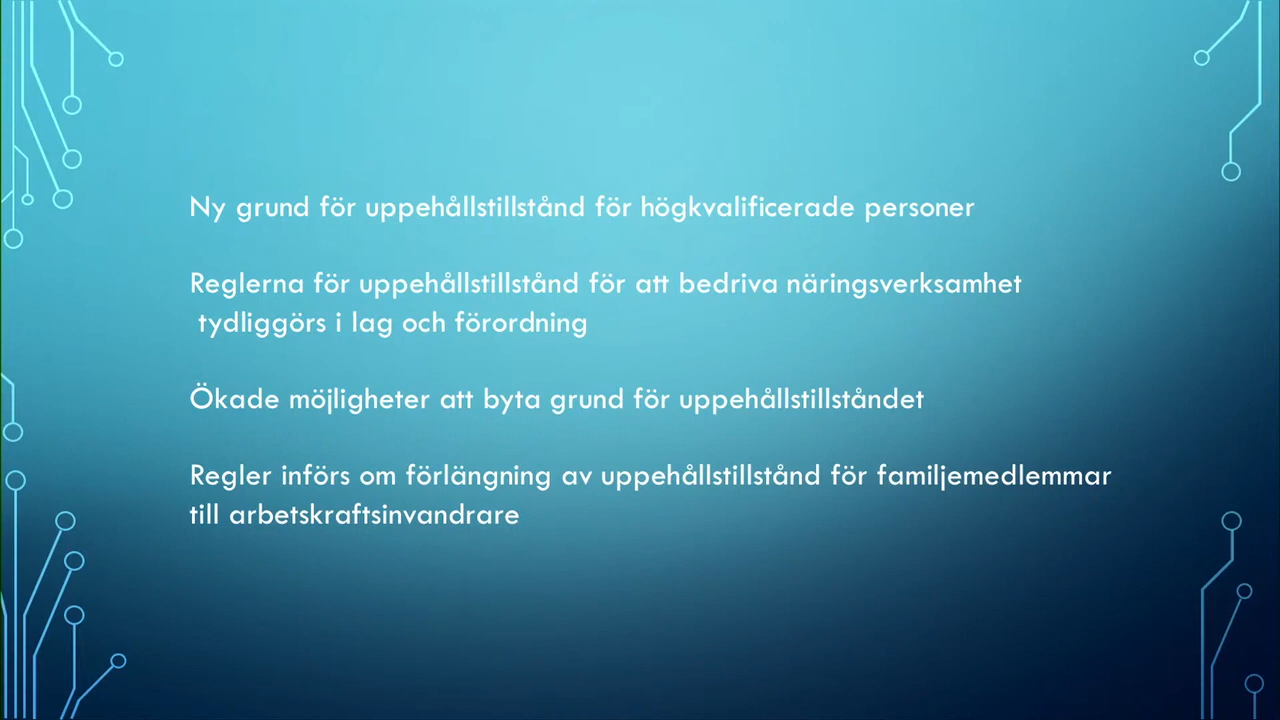 Ny grund för uppehållstillstånd för högkvalificerade personer
Reglerna för uppehållstillstånd för att bedriva näringsverksamhet
tydliggörs i lag och förordning
Ökade möjligheter att byta grund för uppehållstillståndet
Regler införs om förlängning av uppehållstillstånd för familjemedlemmar
till arbetskraftsinvandrare